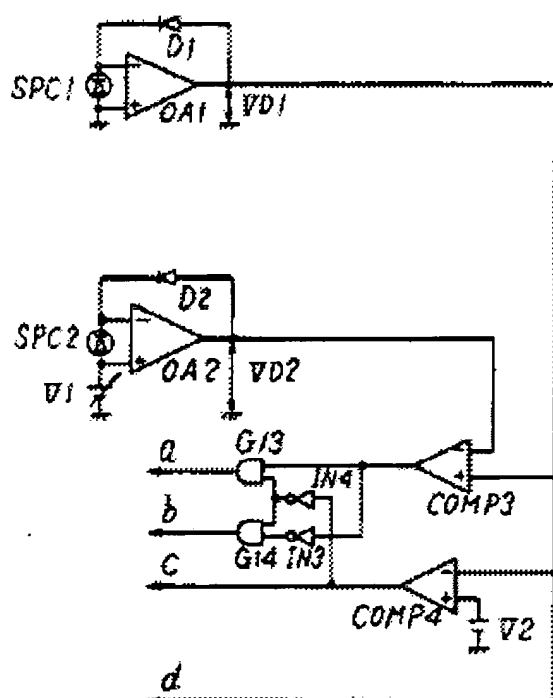 D1
SPC1
OA1
VD1
D2
SPC2
OA2
VD2
V1
G13
a
IN4
COMP3
b
G14
IN3
c
COMP4
V2
d